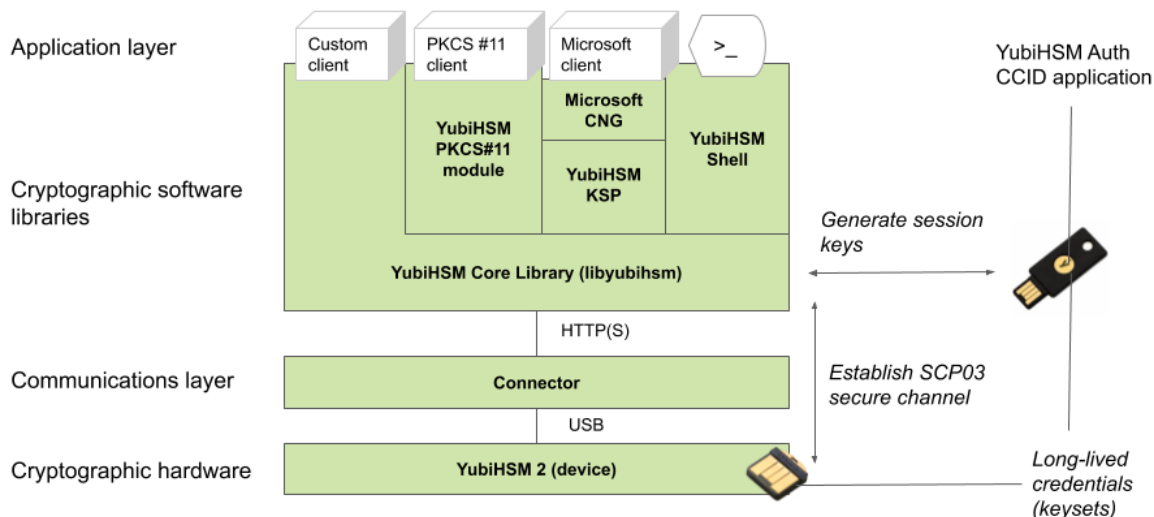 Application layer
Custom
client
PKCS #11
client
Microsoft
client
>_
YubiHSM Auth
CCID application
Microsoft
CNG
YubiHSM
PKCS#11
module
YubiHSM
Shell
YubiHSM
KSP
Cryptographic software
libraries
Generate session
keys
YubiHSM Core Library (libyubihsm)
HTTP(S)
Communications layer
Connector
Establish SCP03
secure channel
USB
Cryptographic hardware
YubiHSM 2 (device)
Long-lived
credentials
(keysets)